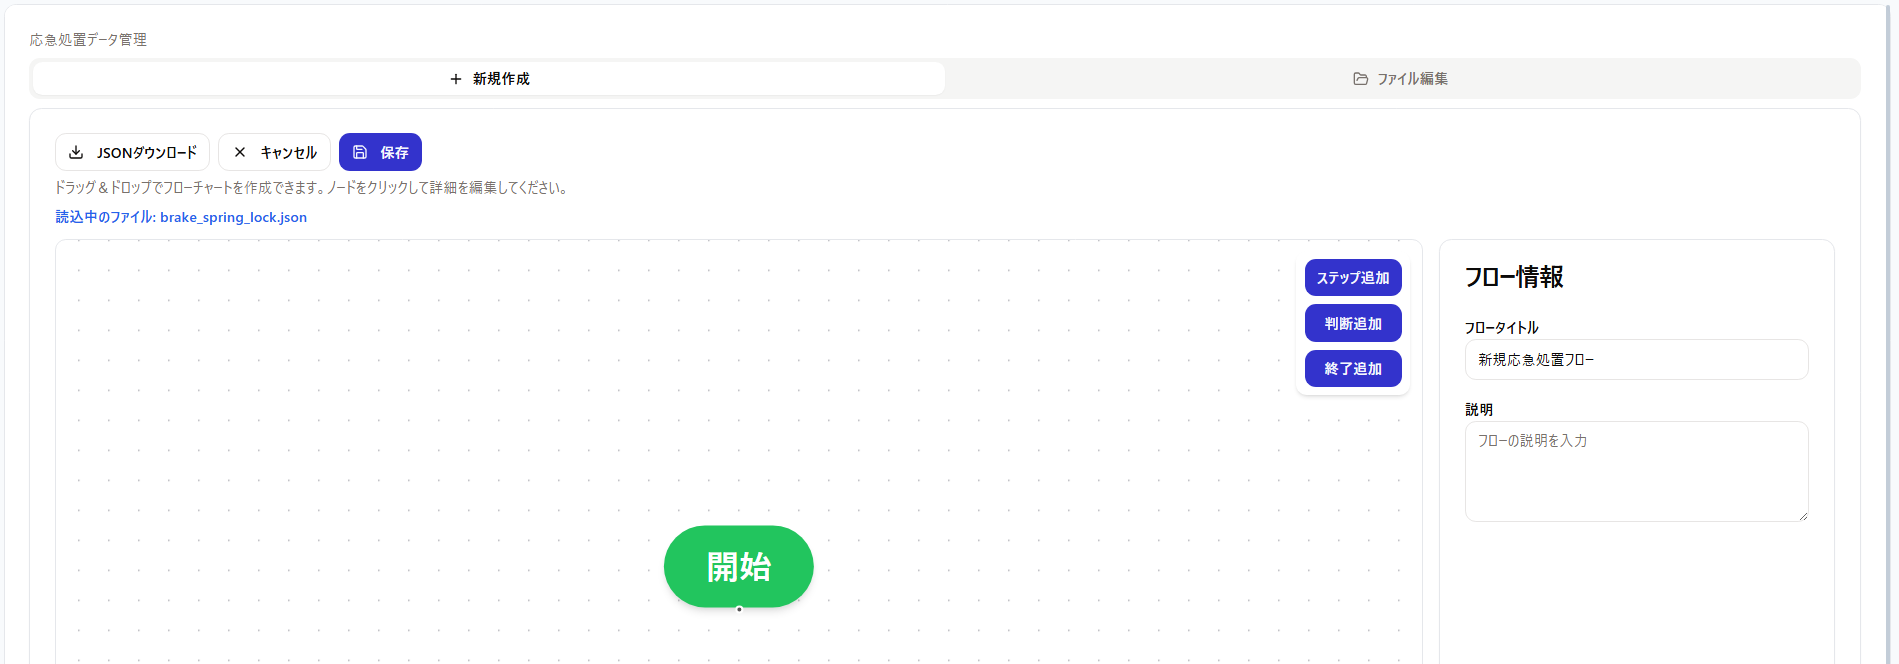 応急処置データ管理
新規作成
ファイル編集
JSONダウンロード
キャンセル
保存
ドラッグ＆ドロップでフローチャートを作成できます。ノードをクリックして詳細を編集してください。
読込中のファイル: brake_spring_lock.json
ステップ追加
判断追加
終了追加
開始
フロー情報
フロータイトル
新規応急処置フロー
説明
フローの説明を入力